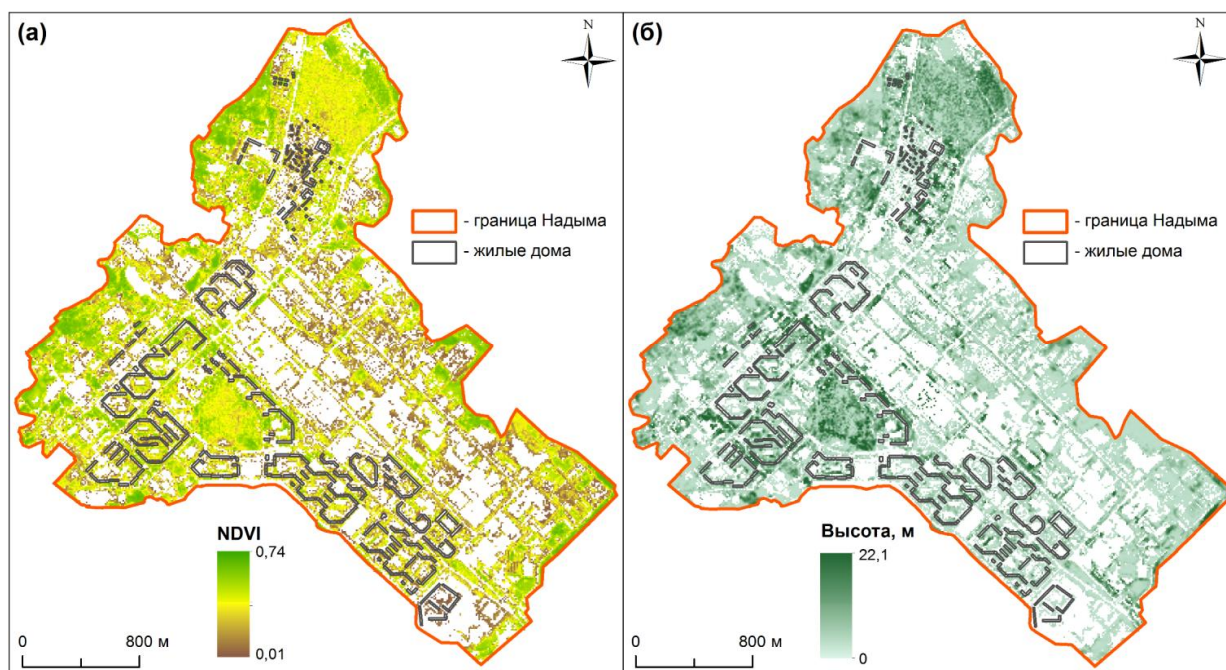 (а)
N
- граница Надыма
- жилые дома
NDVI
0,74
0,01
0
800 м
(б)
N
- граница Надыма
- жилые дома
Высота, м
22,1
0
0
800 м